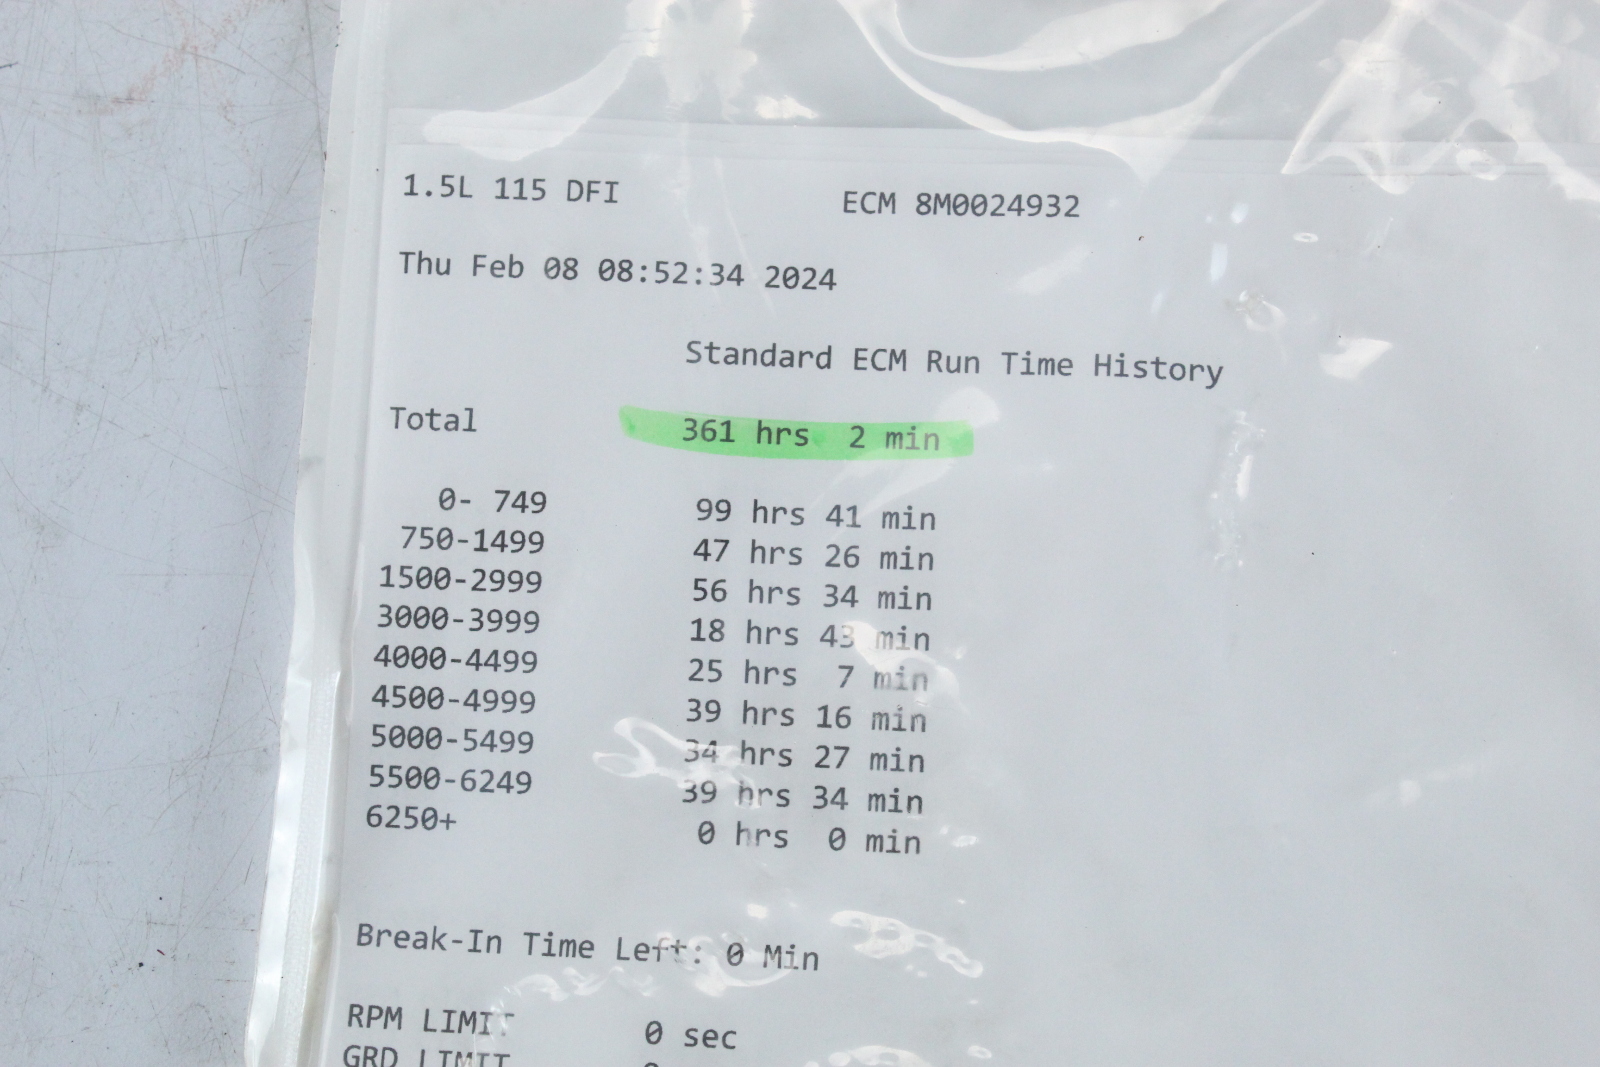 1.5L 115 DFI ECM 8M0024932
Thu Feb 08 08:52:34 2024
Standard ECM Run Time History
Total 361 hrs 2 min
0- 749 99 hrs 41 min
750-1499 47 hrs 26 min
1500-2999 56 hrs 34 min
3000-3999 18 hrs 43 min
4000-4499 25 hrs 7 min
4500-4999 39 hrs 16 min
5000-5499 34 hrs 27 min
5500-6249 39 hrs 34 min
6250+ 0 hrs 0 min
Break-In Time Left: 0 Min
RPM LIMIT 0 sec
GRD LIMIT